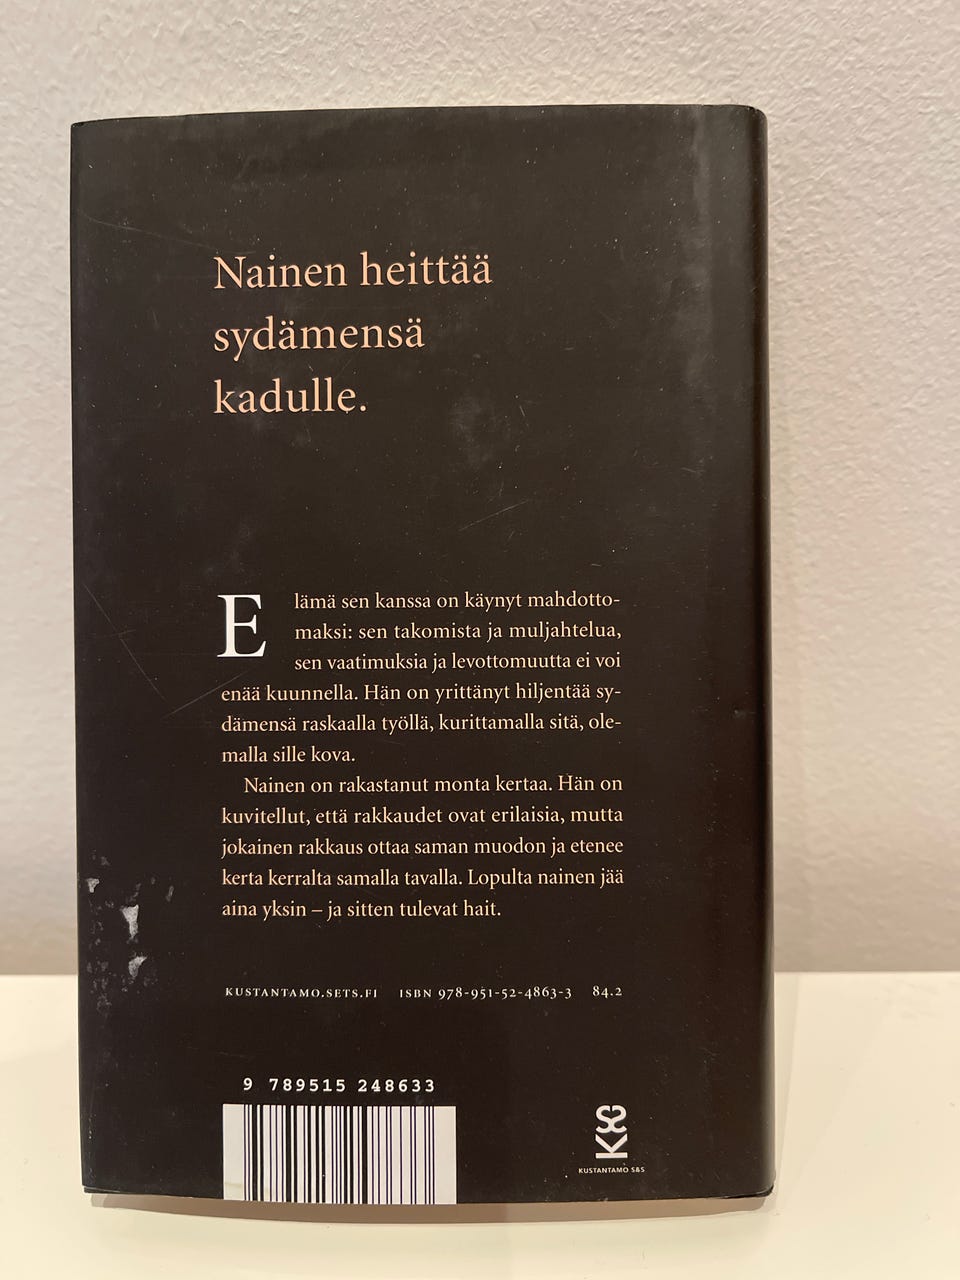 Nainen heittää
sydämensä
kadulle.
Elämä sen kanssa on käynyt mahdotto-
maksi: sen takomista ja muljahtelua,
sen vaatimuksia ja levottomuutta ei voi
enää kuunnella. Hän on yrittänyt hiljentää sy-
dämensä raskaalla työllä, kurittamalla sitä, ole-
malla sille kova.
Nainen on rakastanut monta kertaa. Hän on
kuvitellut, että rakkaudet ovat erilaisia, mutta
jokainen rakkaus ottaa saman muodon ja etenee
kerta kerralta samalla tavalla. Lopulta nainen jää
aina yksin – ja sitten tulevat hait.
KUSTANTAMO.SETS.FI ISBN 978-951-52-4863-3 84.2
9 789515 248633
KSS
KUSTANTAMO S&S